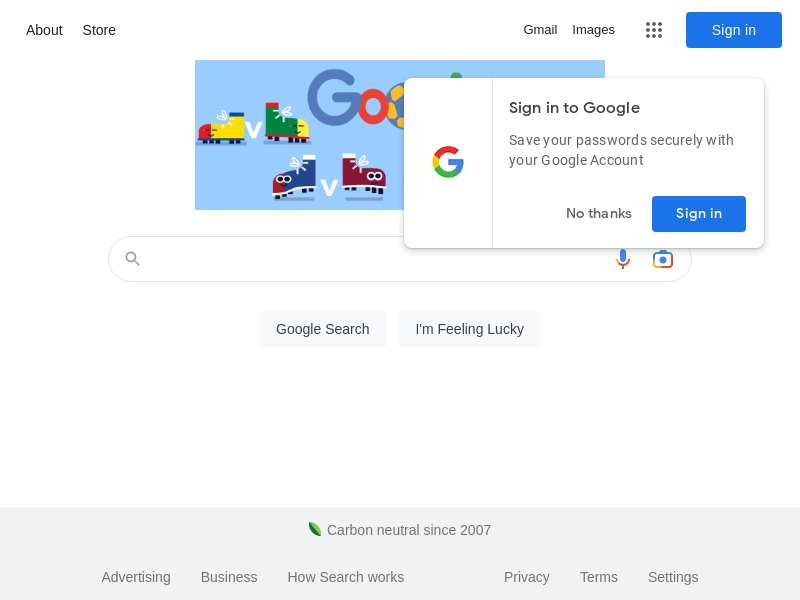 About Store Gmail Images Sign in
Goo
v
v
Sign in to Google
Save your passwords securely with
your Google Account
No thanks Sign in
Google Search I'm Feeling Lucky
Carbon neutral since 2007
Advertising Business How Search works Privacy Terms Settings